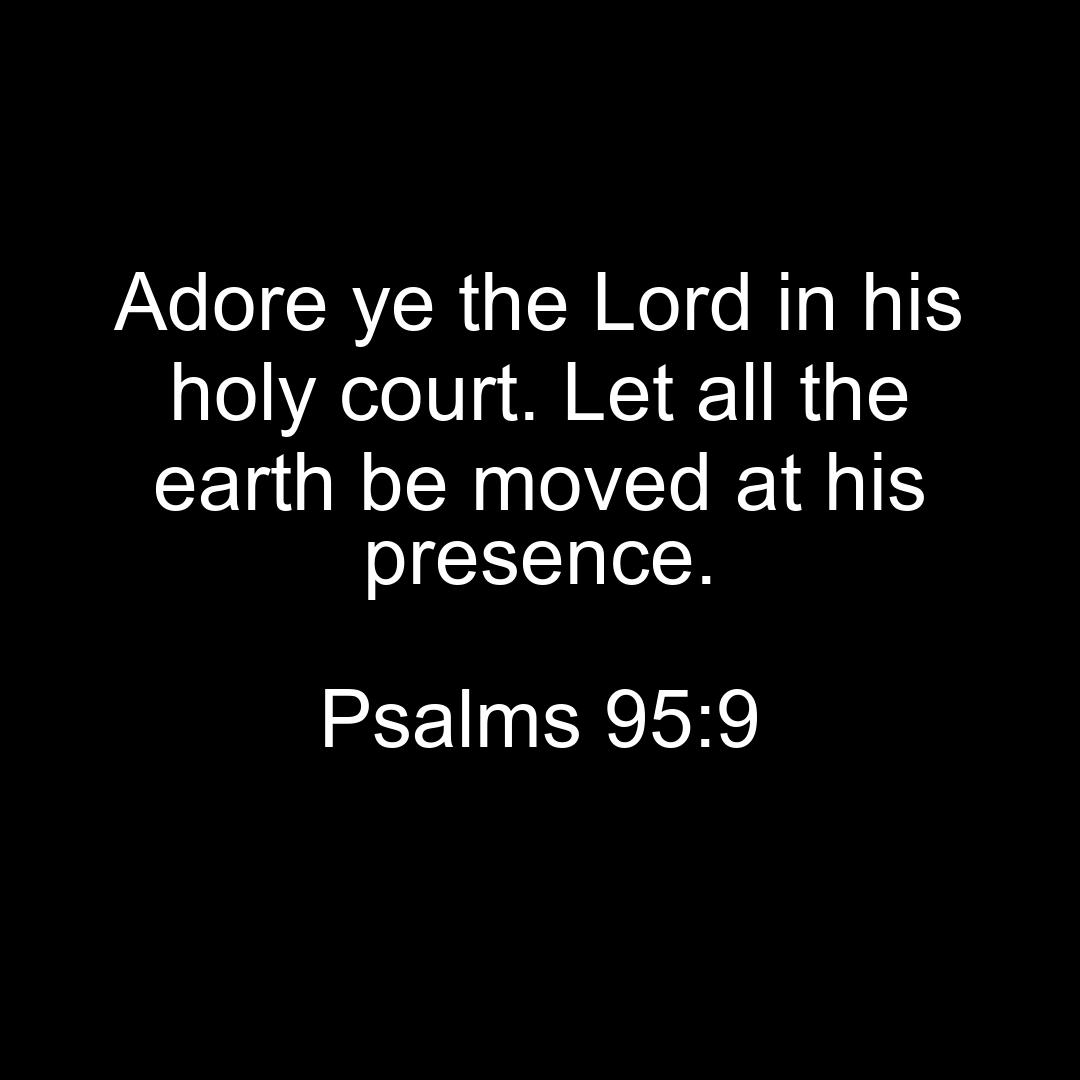 Adore ye the Lord in his
holy court. Let all the
earth be moved at his
presence.
Psalms 95:9